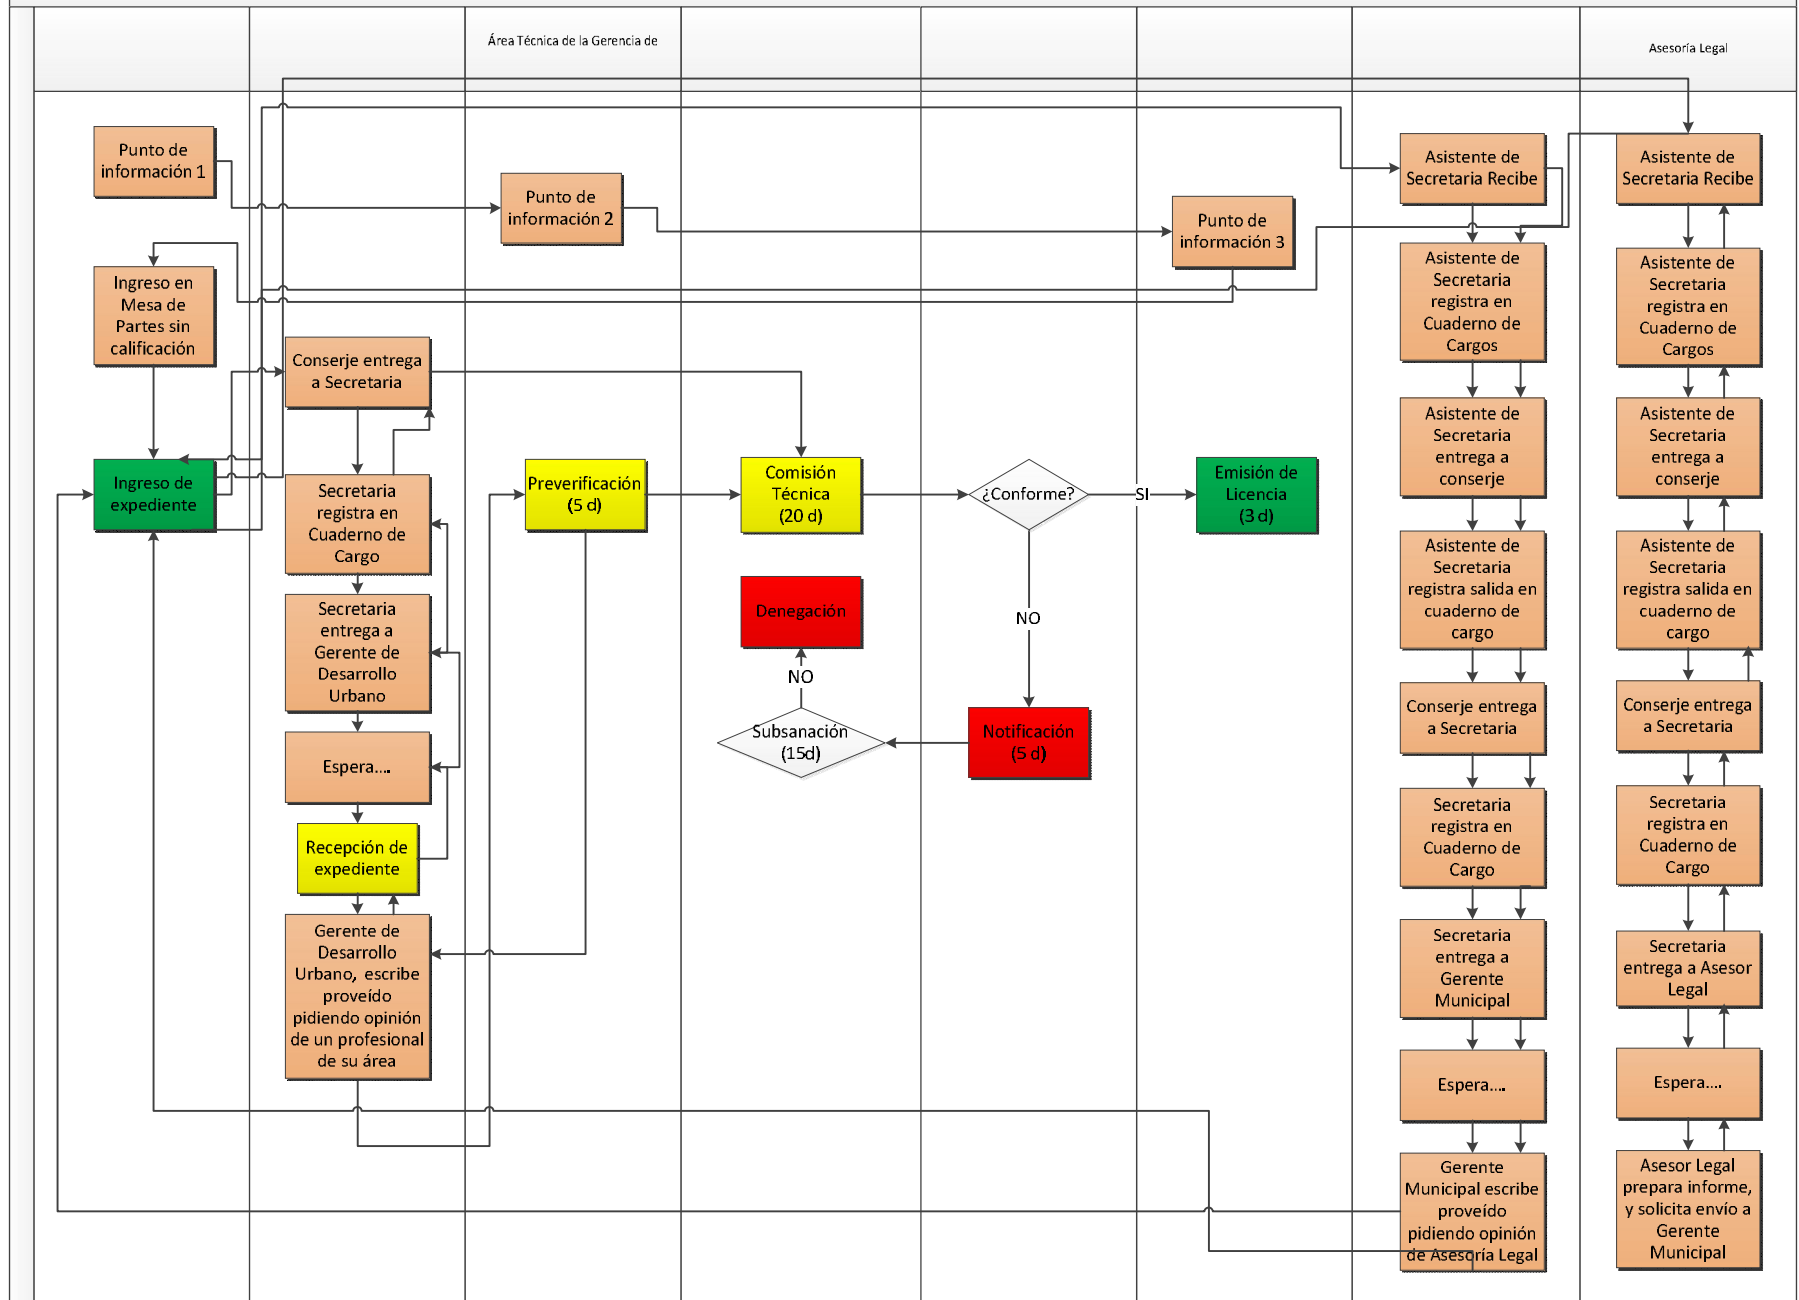 Área Técnica de la Gerencia de
Asesoría Legal
Punto de
información 1
Ingreso en
Mesa de
Partes sin
calificación
Ingreso de
expediente
Conserje entrega
a Secretaria
Secretaria
registra en
Cuaderno de
Cargo
Secretaria
entrega a
Gerente de
Desarrollo
Urbano
Espera....
Recepción de
expediente
Gerente de
Desarrollo
Urbano, escribe
proveído
pidiendo opinión
de un profesional
de su área
Punto de
información 2
Preverificación
(5 d)
Comisión
Técnica
(20 d)
Denegación
NO
Subsanación
(15d)
¿Conforme?
SI
NO
Notificación
(5 d)
Punto de
información 3
Emisión de
Licencia
(3 d)
Asistente de
Secretaria Recibe
Asistente de
Secretaria
registra en
Cuaderno de
Cargos
Asistente de
Secretaria
entrega a
conserje
Asistente de
Secretaria
registra salida en
cuaderno de
cargo
Conserje entrega
a Secretaria
Secretaria
registra en
Cuaderno de
Cargo
Secretaria
entrega a
Gerente
Municipal
Espera....
Gerente
Municipal escribe
proveído
pidiendo opinión
de Asesoría Legal
Asistente de
Secretaria Recibe
Asistente de
Secretaria
registra en
Cuaderno de
Cargos
Asistente de
Secretaria
entrega a
conserje
Asistente de
Secretaria
registra salida en
cuaderno de
cargo
Conserje entrega
a Secretaria
Secretaria
registra en
Cuaderno de
Cargo
Secretaria
entrega a Asesor
Legal
Espera....
Asesor Legal
prepara informe,
y solicita envío a
Gerente
Municipal